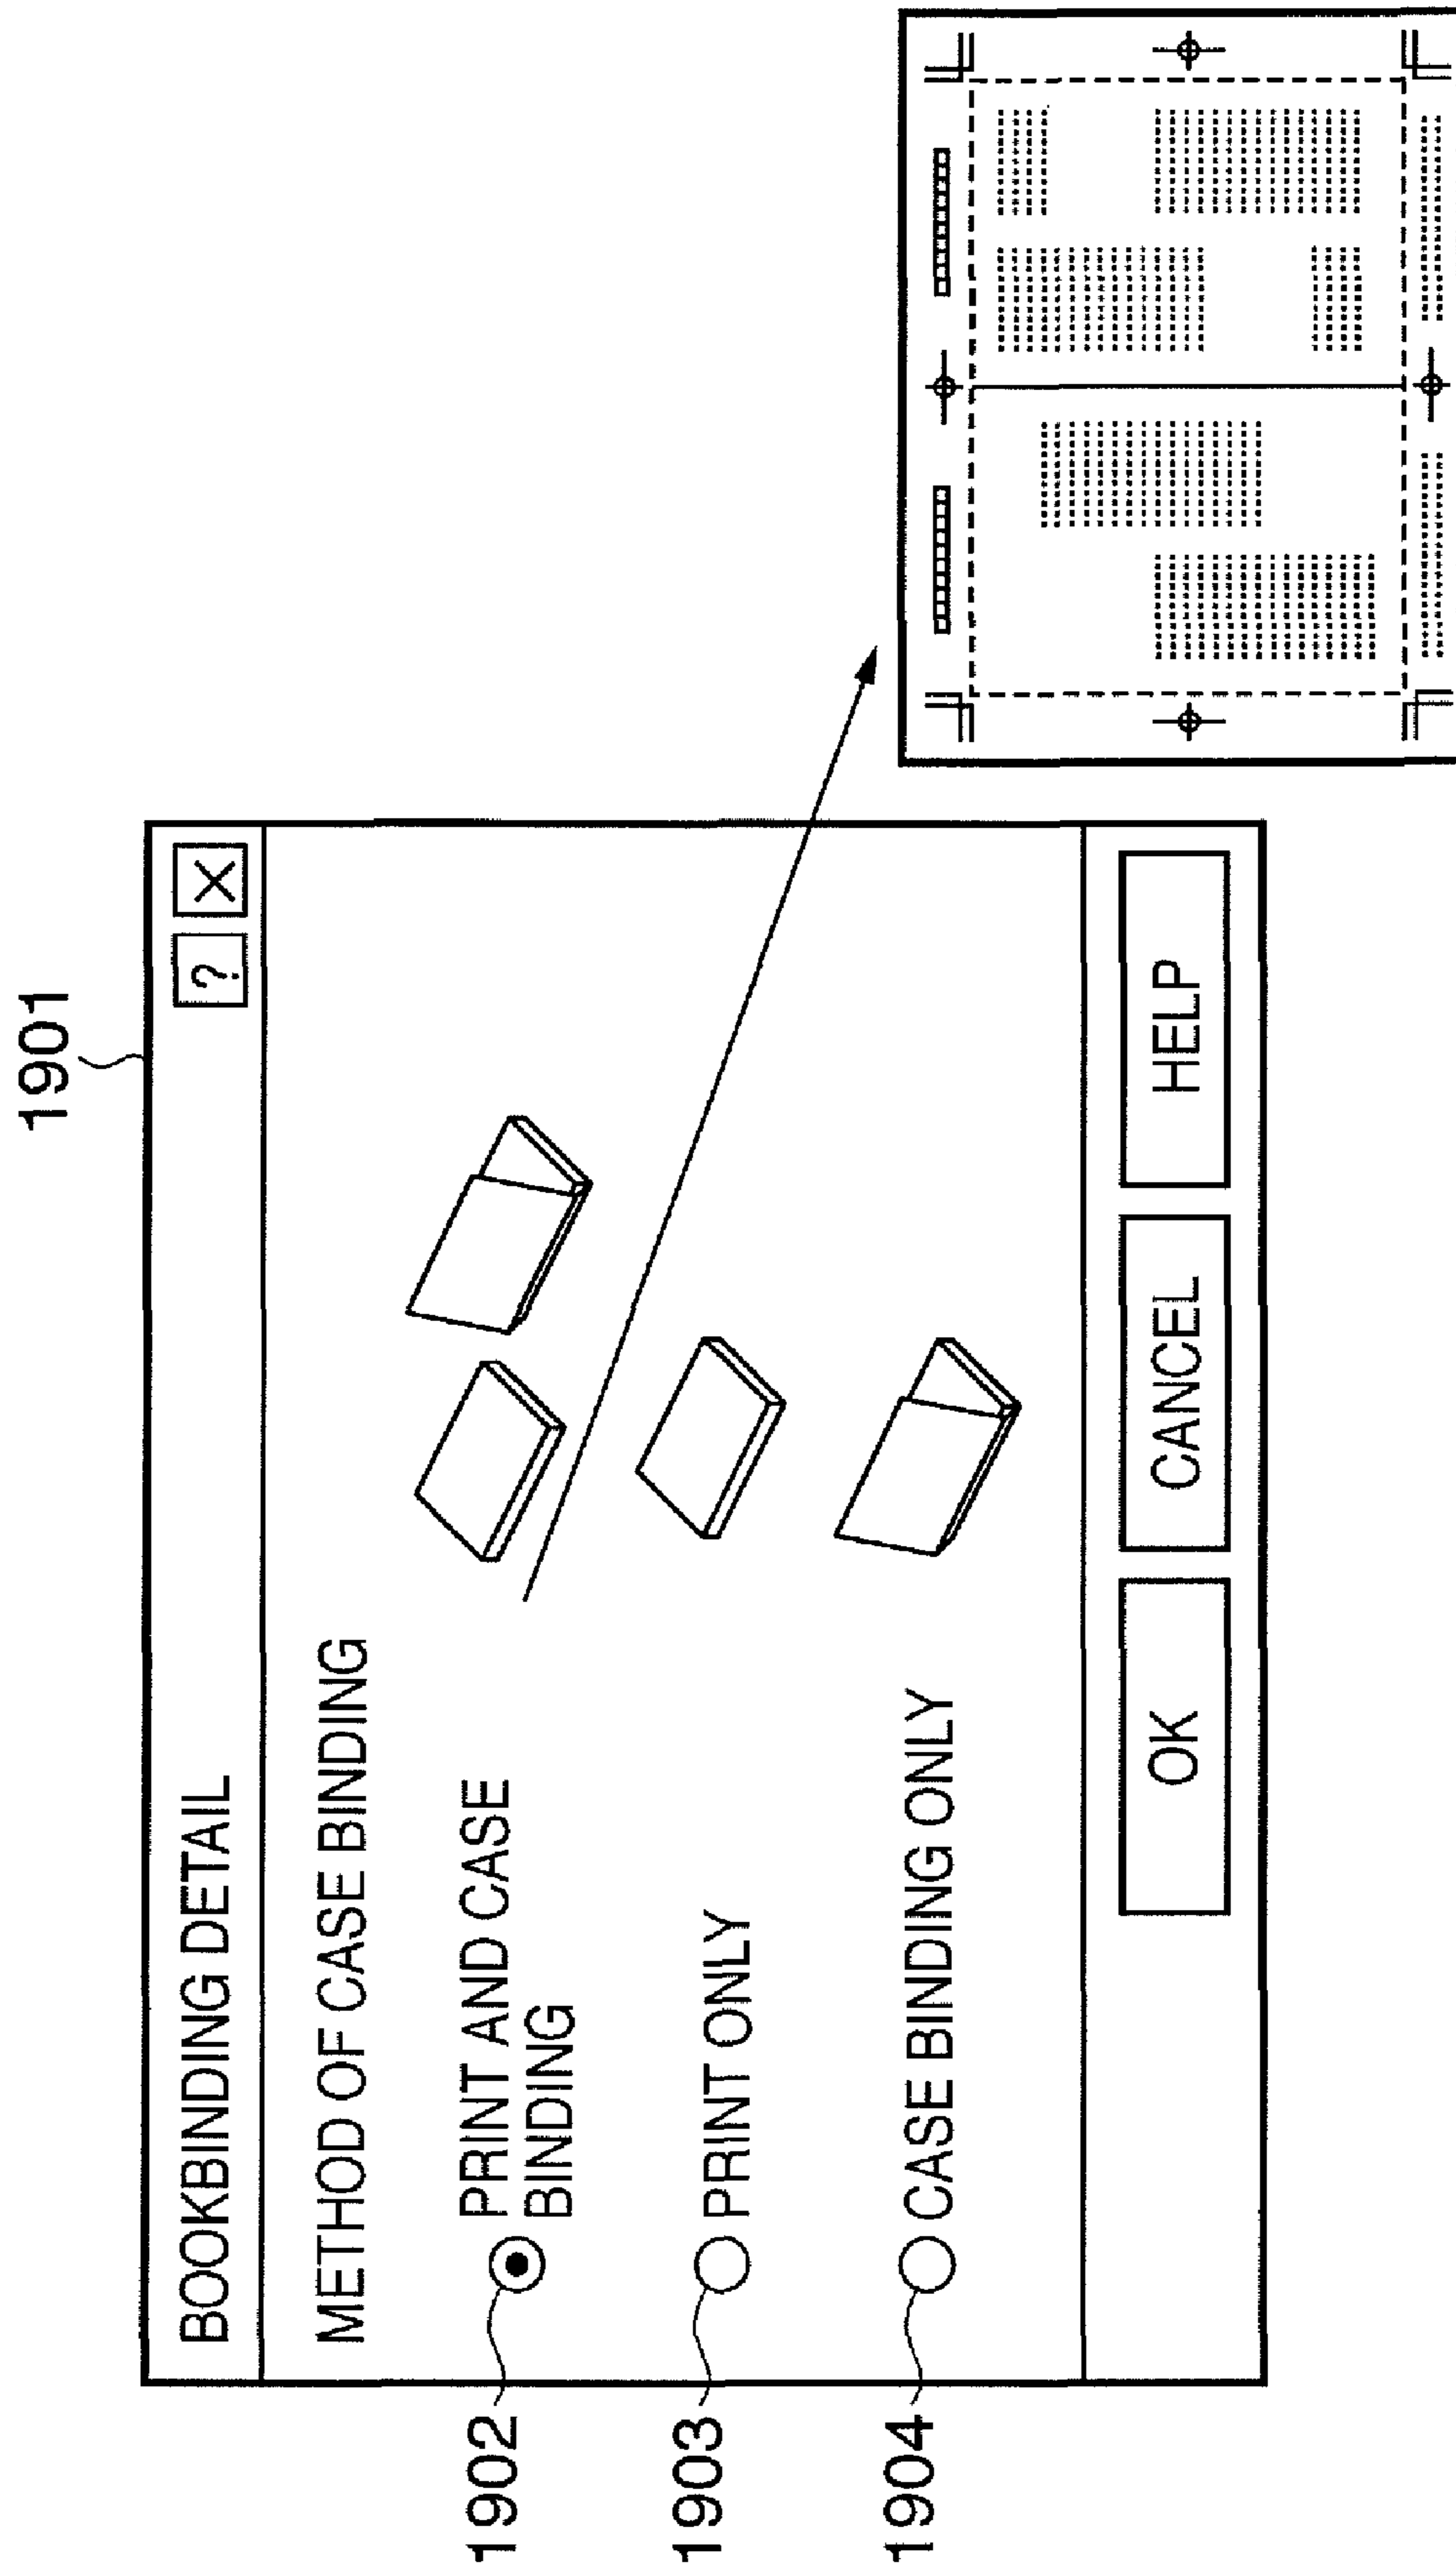 1901
BOOKBINDING DETAIL
? X
METHOD OF CASE BINDING
1902
PRINT AND CASE
BINDING
1903
PRINT ONLY
1904
CASE BINDING ONLY
OK
CANCEL
HELP